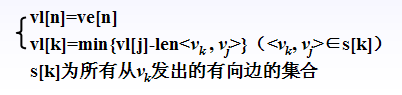 vl[n]=ve[n]
vl[k]=min{vl[j]-len<vₖ, vⱼ>}（<vₖ, vⱼ>∈s[k]）
s[k]为所有从vₖ发出的有向边的集合